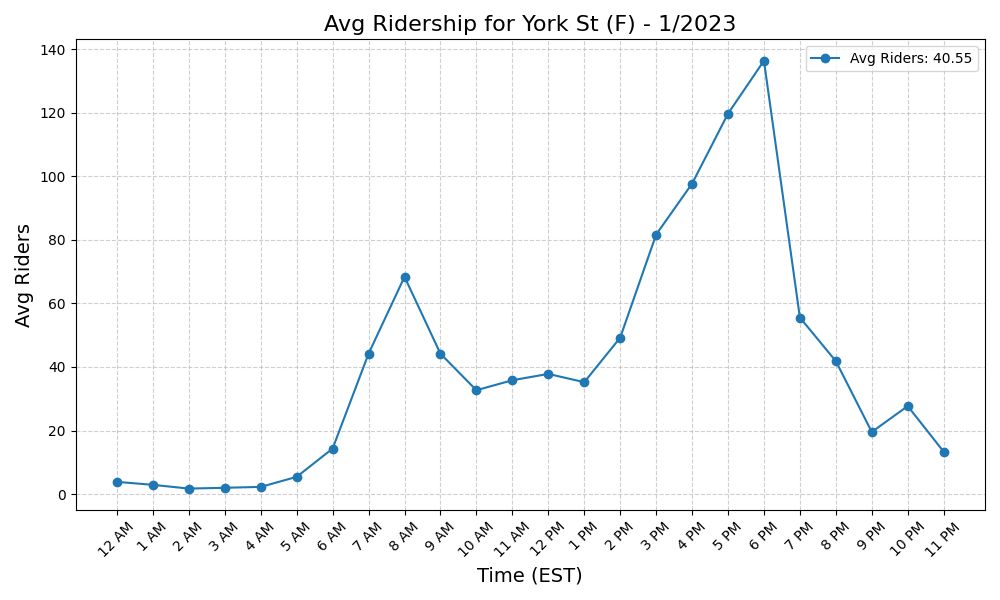 Avg Ridership for York St (F) - 1/2023
Avg Riders: 40.55
Avg Riders
140
120
100
80
60
40
20
0
12 AM
1 AM
2 AM
3 AM
4 AM
5 AM
6 AM
7 AM
8 AM
9 AM
10 AM
11 AM
12 PM
1 PM
2 PM
3 PM
4 PM
5 PM
6 PM
7 PM
8 PM
9 PM
10 PM
11 PM
Time (EST)